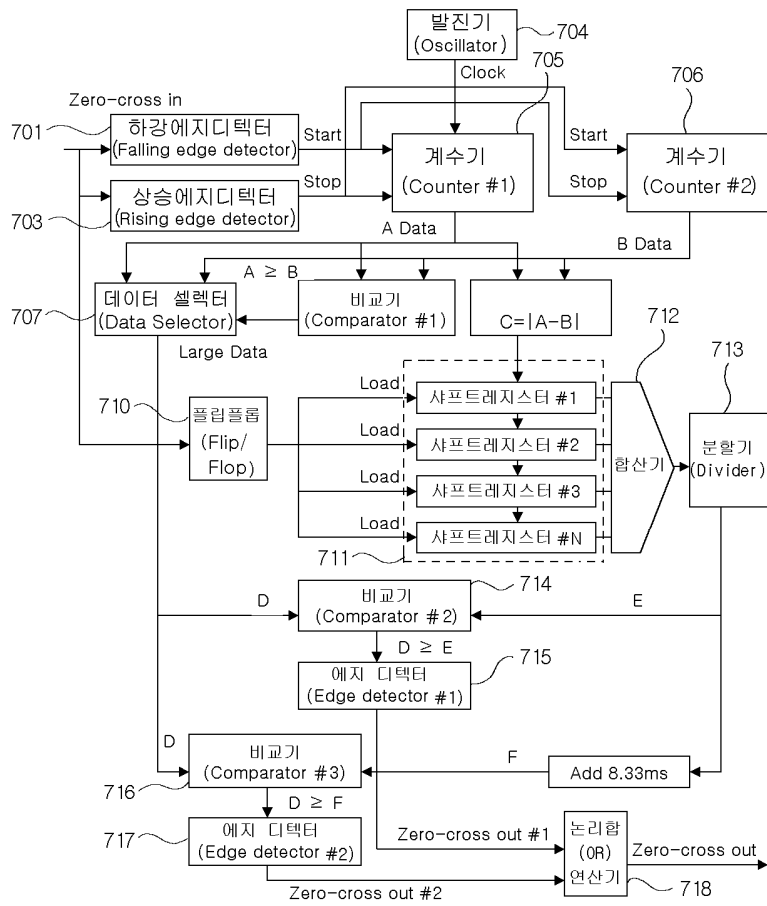 발진기
(Oscillator)
704
Clock
705
706
Zero-cross in
701
하강에지디텍터
(Falling edge detector)
Start
계수기
(Counter #1)
Start
계수기
(Counter #2)
703
상승에지디텍터
(Rising edge detector)
Stop
Stop
A Data
B Data
A ≥ B
707
데이터 셀렉터
(Data Selector)
비교기
(Comparator #1)
C=|A-B|
Large Data
712
713
710
플립플롭
(Flip/
Flop)
Load
샤프트레지스터 #1
Load
샤프트레지스터 #2
Load
샤프트레지스터 #3
Load
샤프트레지스터 #N
711
합산기
분할기
(Divider)
714
D
비교기
(Comparator #2)
E
D ≥ E
715
에지 디텍터
(Edge detector #1)
D
716
비교기
(Comparator #3)
F
Add 8.33ms
D ≥ F
717
에지 디텍터
(Edge detector #2)
Zero-cross out #1
논리합
(OR)
연산기
Zero-cross out
Zero-cross out #2
718